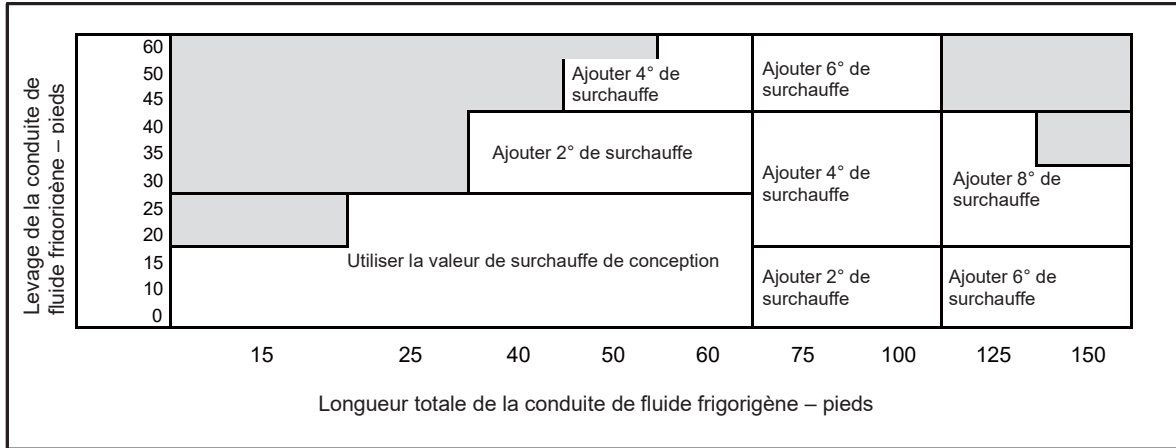 Levage de la conduite de
fluide frigorigène – pieds
60
50
45
40
35
30
25
20
15
10
0
Ajouter 4° de
surchauffe
Ajouter 6° de
surchauffe
Ajouter 2° de surchauffe
Ajouter 4° de
surchauffe
Ajouter 8° de
surchauffe
Utiliser la valeur de surchauffe de conception
Ajouter 2° de
surchauffe
Ajouter 6° de
surchauffe
15 25 40 50 60 75 100 125 150
Longueur totale de la conduite de fluide frigorigène – pieds